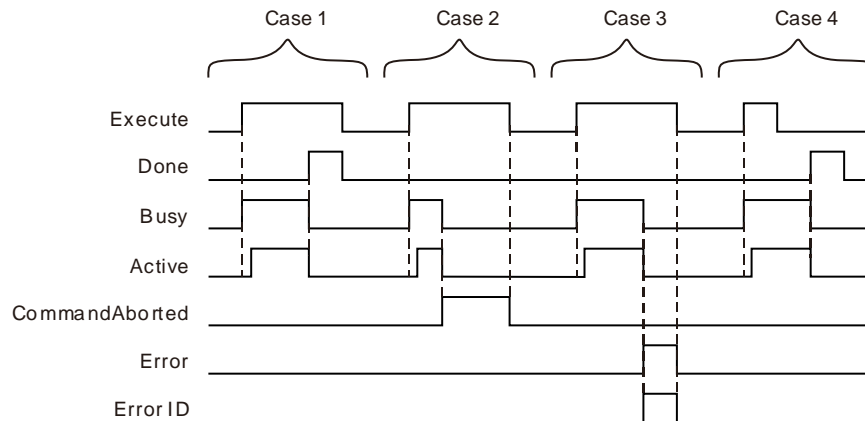 Case 1 Case 2 Case 3 Case 4
Execute
Done
Busy
Active
CommandAborted
Error
Error ID